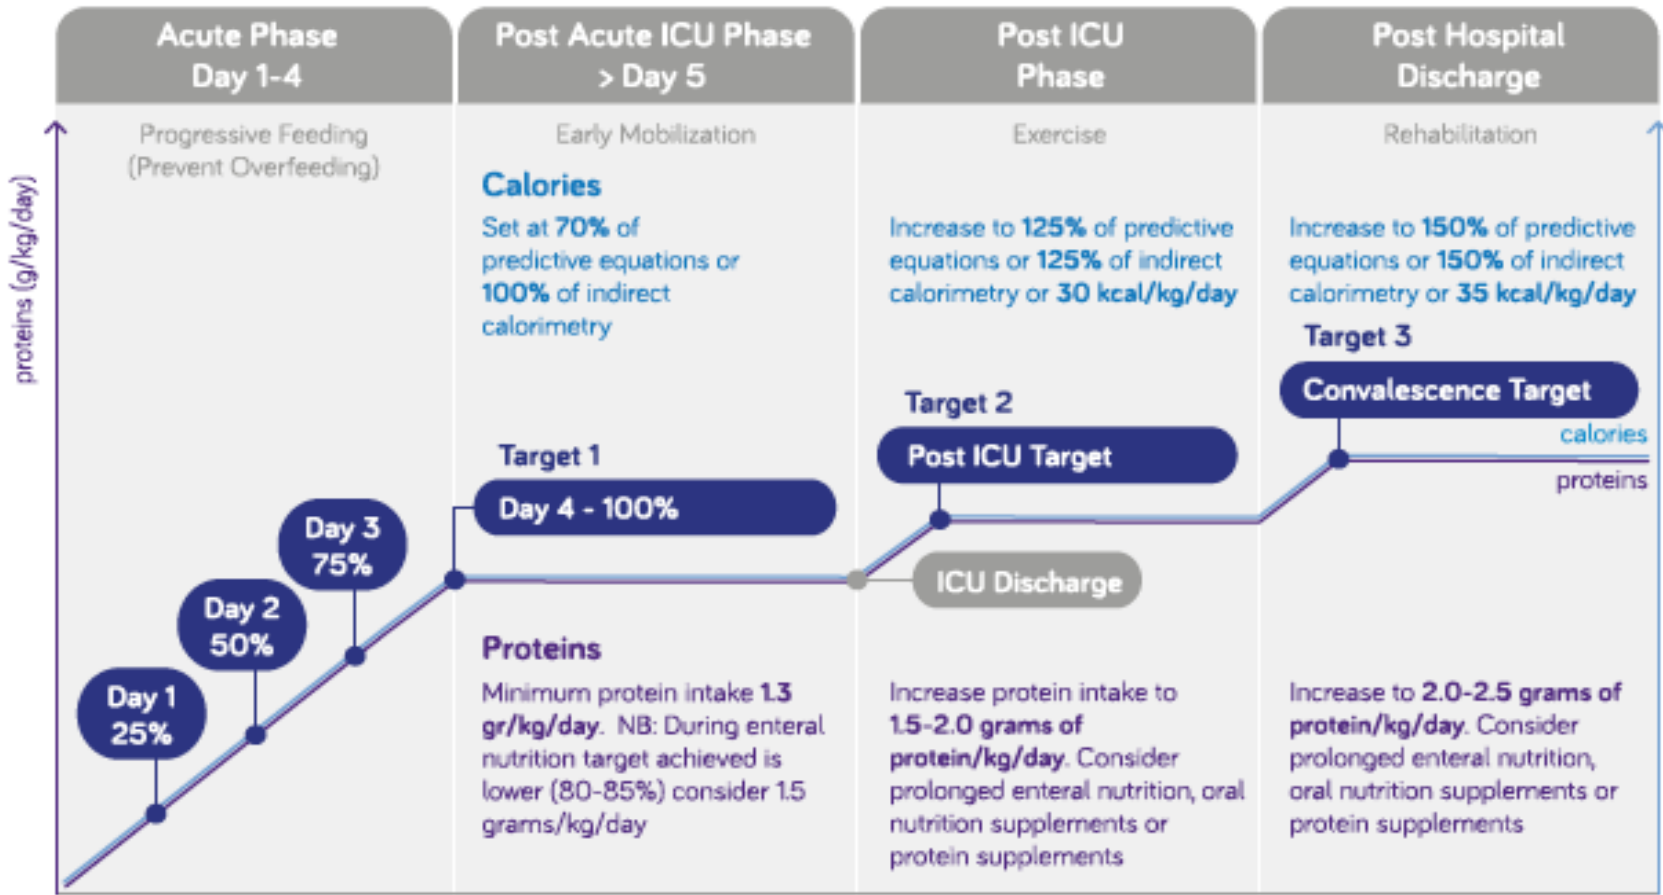 Acute Phase
Day 1-4
Post Acute ICU Phase
> Day 5
Post ICU
Phase
Post Hospital
Discharge
proteins (g/kg/day)
Progressive Feeding
(Prevent Overfeeding)
Early Mobilization
Exercise
Rehabilitation
Calories
Set at 70% of
predictive equations or
100% of indirect
calorimetry
Increase to 125% of predictive
equations or 125% of indirect
calorimetry or 30 kcal/kg/day
Increase to 150% of predictive
equations or 150% of indirect
calorimetry or 35 kcal/kg/day
Target 3
Convalescence Target
calories
proteins
Target 2
Post ICU Target
Target 1
Day 4 - 100%
Day 3
75%
Day 2
50%
Day 1
25%
ICU Discharge
Proteins
Minimum protein intake 1.3
gr/kg/day. NB: During enteral
nutrition target achieved is
lower (80-85%) consider 1.5
grams/kg/day
Increase protein intake to
1.5-2.0 grams of
protein/kg/day. Consider
prolonged enteral nutrition, oral
nutrition supplements or
protein supplements
Increase to 2.0-2.5 grams of
protein/kg/day. Consider
prolonged enteral nutrition,
oral nutrition supplements or
protein supplements